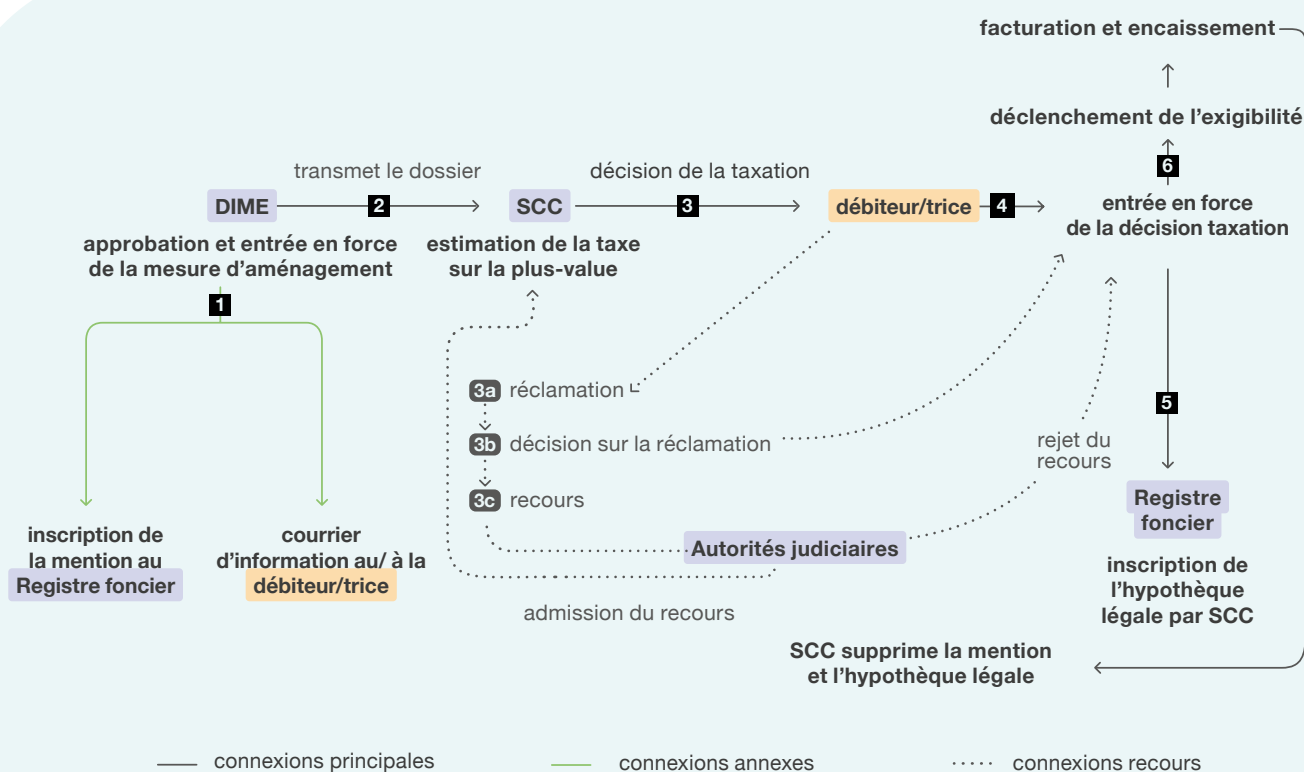 facturation et encaissement
déclenchement de l'exigibilité
6
transmet le dossier
décision de la taxation
DIME
2
SCC
3
débiteur/trice
4
entrée en force
de la décision taxation
approbation et entrée en force
de la mesure d'aménagement
estimation de la taxe
sur la plus-value
1
3a réclamation
3b décision sur la réclamation
3c recours
5
rejet du
recours
Registre
foncier
inscription de
l'hypothèque
légale par SCC
inscription de
la mention au
Registre foncier
courrier
d'information au/ à la
débiteur/trice
Autorités judiciaires
admission du recours
SCC supprime la mention
et l'hypothèque légale
connexions principales
connexions annexes
connexions recours